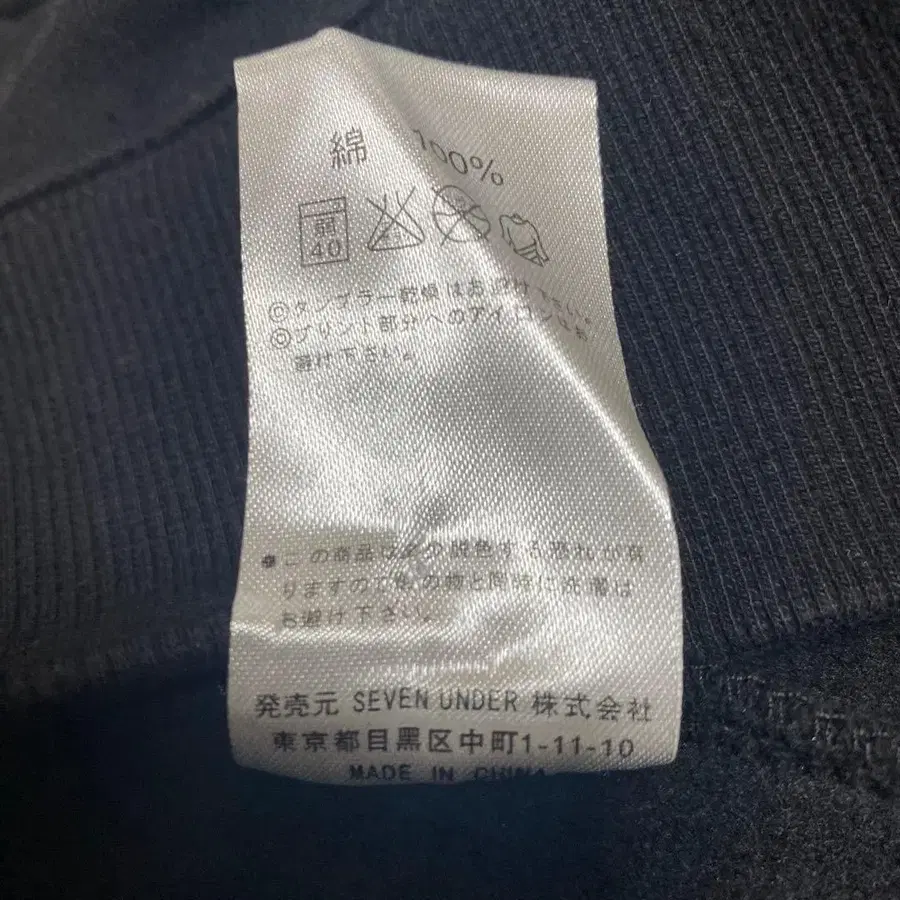 綿 100%
弱
40
◎タンブラー乾燥はお避け下さい。
◎プリント部分へのアイロンはお
避け下さい。
この商品は多少脱色する恐れが有
りますので他の物と同時に洗濯は
お避け下さい。
発売元 SEVEN UNDER 株式会社
東京都目黒区中町1-11-10
MADE IN CHINA